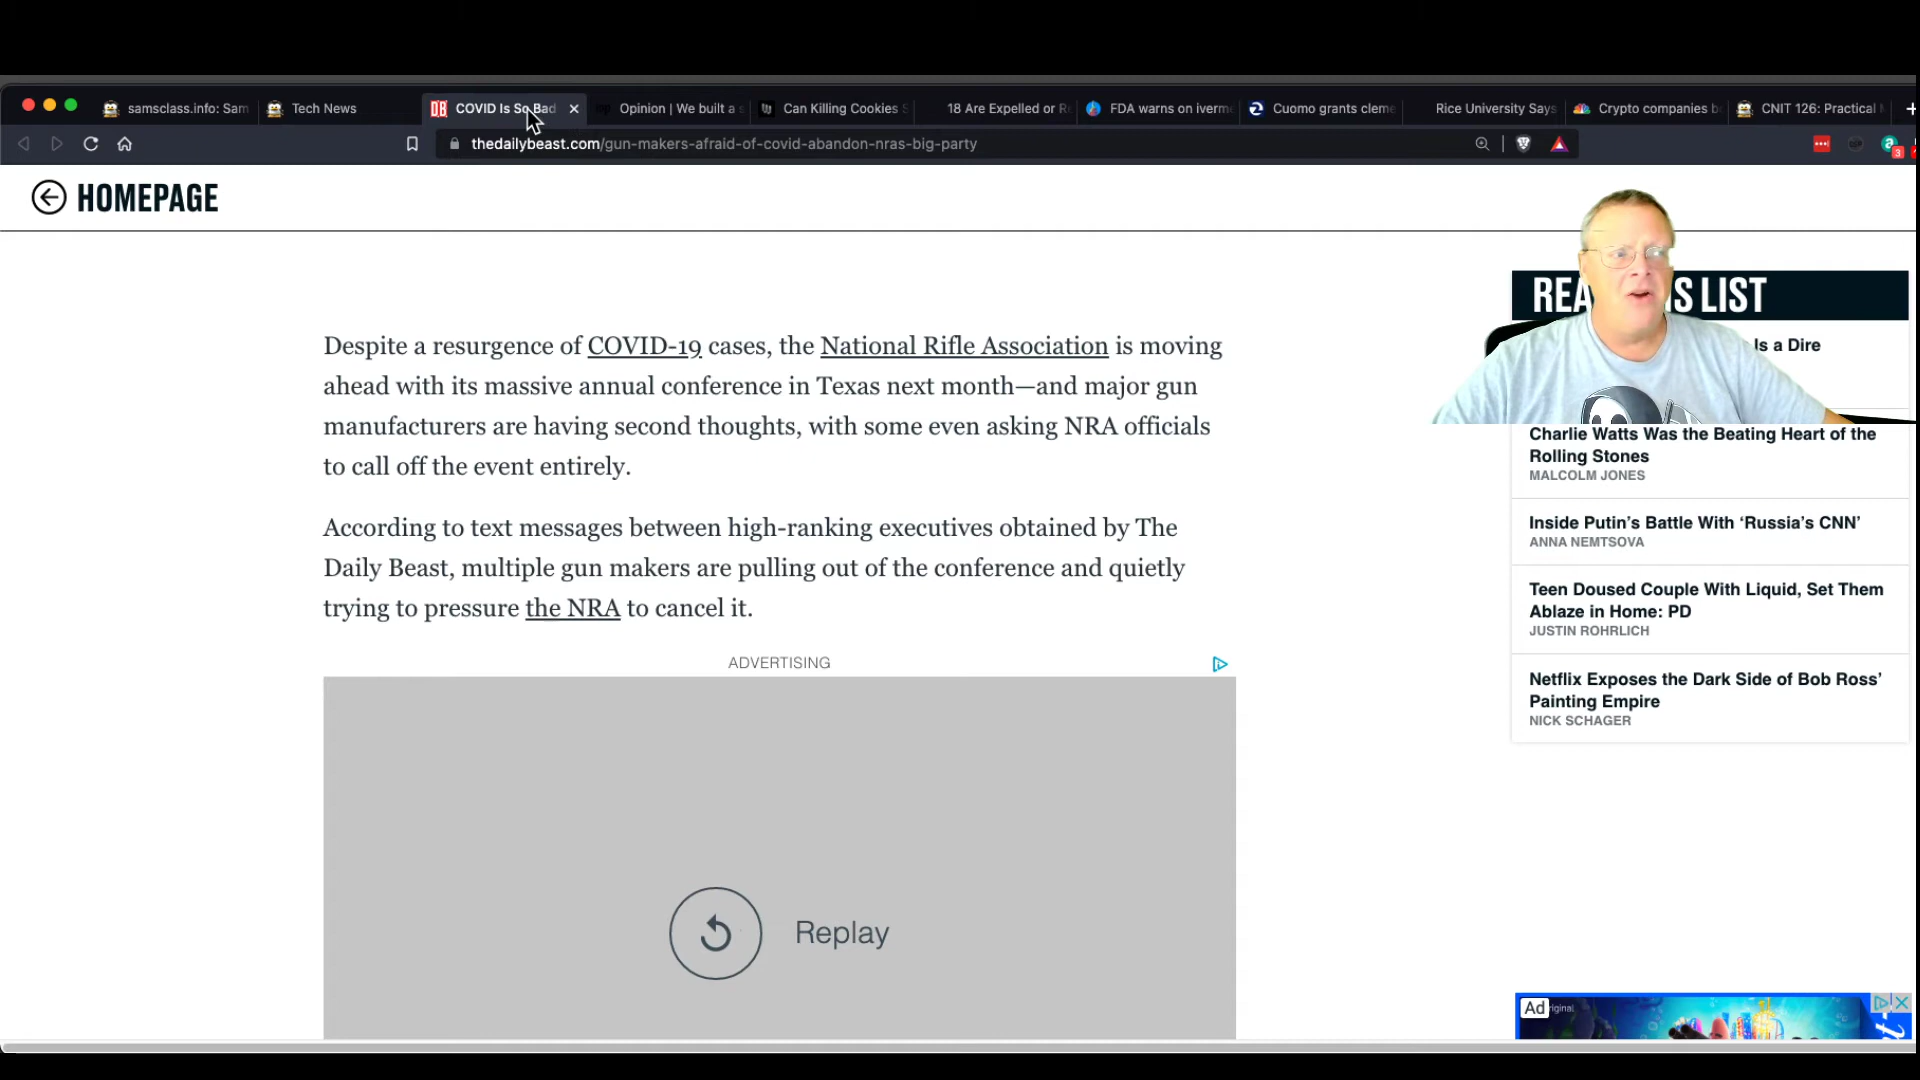 samsclass.info: Sam
Tech News
DB COVID Is So Bad
Opinion | We built a s
Can Killing Cookies S
18 Are Expelled or R
FDA warns on iverme
Cuomo grants cleme
Rice University Says
Crypto companies b
CNIT 126: Practical M
thedailybeast.com/gun-makers-afraid-of-covid-abandon-nras-big-party
3
HOMEPAGE
Despite a resurgence of COVID-19 cases, the National Rifle Association is moving
ahead with its massive annual conference in Texas next month—and major gun
manufacturers are having second thoughts, with some even asking NRA officials
to call off the event entirely.
According to text messages between high-ranking executives obtained by The
Daily Beast, multiple gun makers are pulling out of the conference and quietly
trying to pressure the NRA to cancel it.
ADVERTISING
Replay
REA S LIST
Is a Dire
Charlie Watts Was the Beating Heart of the
Rolling Stones
MALCOLM JONES
Inside Putin’s Battle With ‘Russia’s CNN’
ANNA NEMTSOVA
Teen Doused Couple With Liquid, Set Them
Ablaze in Home: PD
JUSTIN ROHRLICH
Netflix Exposes the Dark Side of Bob Ross’
Painting Empire
NICK SCHAGER
Ad